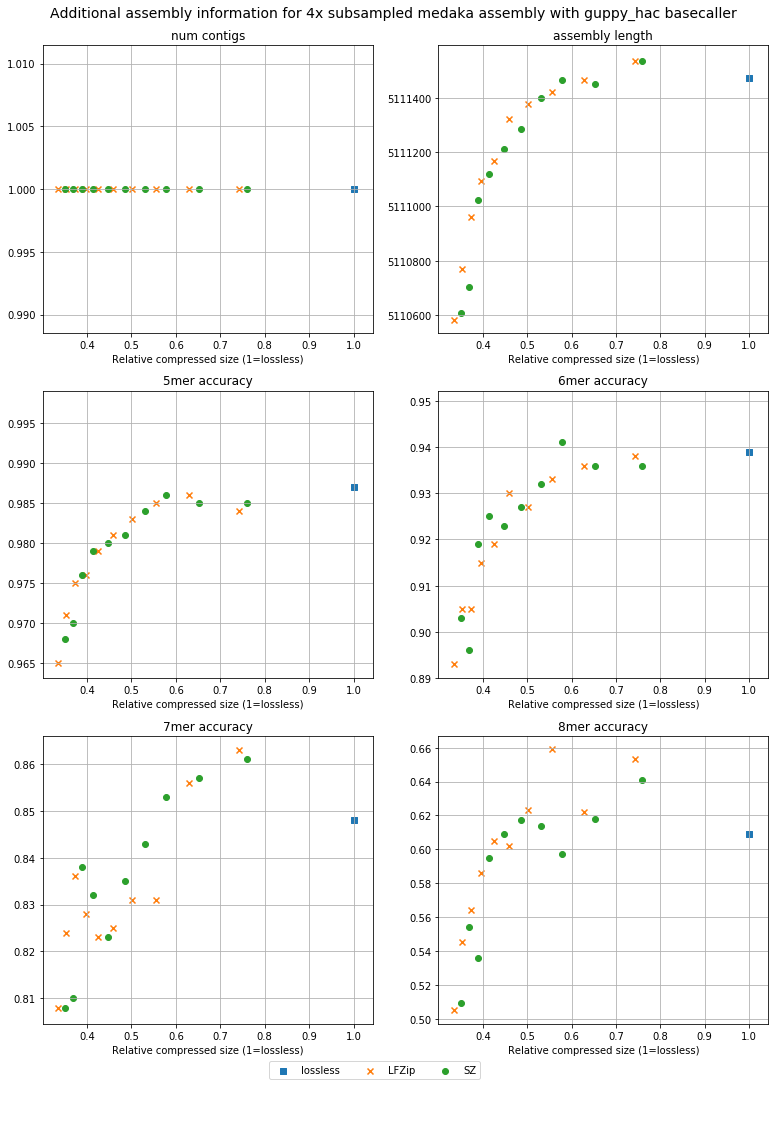 Additional assembly information for 4x subsampled medaka assembly with guppy_hac basecaller
num contigs
1.010
1.005
1.000
0.995
0.990
0.4 0.5 0.6 0.7 0.8 0.9 1.0
Relative compressed size (1=lossless)
assembly length
5111400
5111200
5111000
5110800
5110600
0.4 0.5 0.6 0.7 0.8 0.9 1.0
Relative compressed size (1=lossless)
5mer accuracy
0.995
0.990
0.985
0.980
0.975
0.970
0.965
0.4 0.5 0.6 0.7 0.8 0.9 1.0
Relative compressed size (1=lossless)
6mer accuracy
0.95
0.94
0.93
0.92
0.91
0.90
0.89
0.4 0.5 0.6 0.7 0.8 0.9 1.0
Relative compressed size (1=lossless)
7mer accuracy
0.86
0.85
0.84
0.83
0.82
0.81
0.4 0.5 0.6 0.7 0.8 0.9 1.0
Relative compressed size (1=lossless)
8mer accuracy
0.66
0.64
0.62
0.60
0.58
0.56
0.54
0.52
0.50
0.4 0.5 0.6 0.7 0.8 0.9 1.0
Relative compressed size (1=lossless)
lossless LFZip SZ